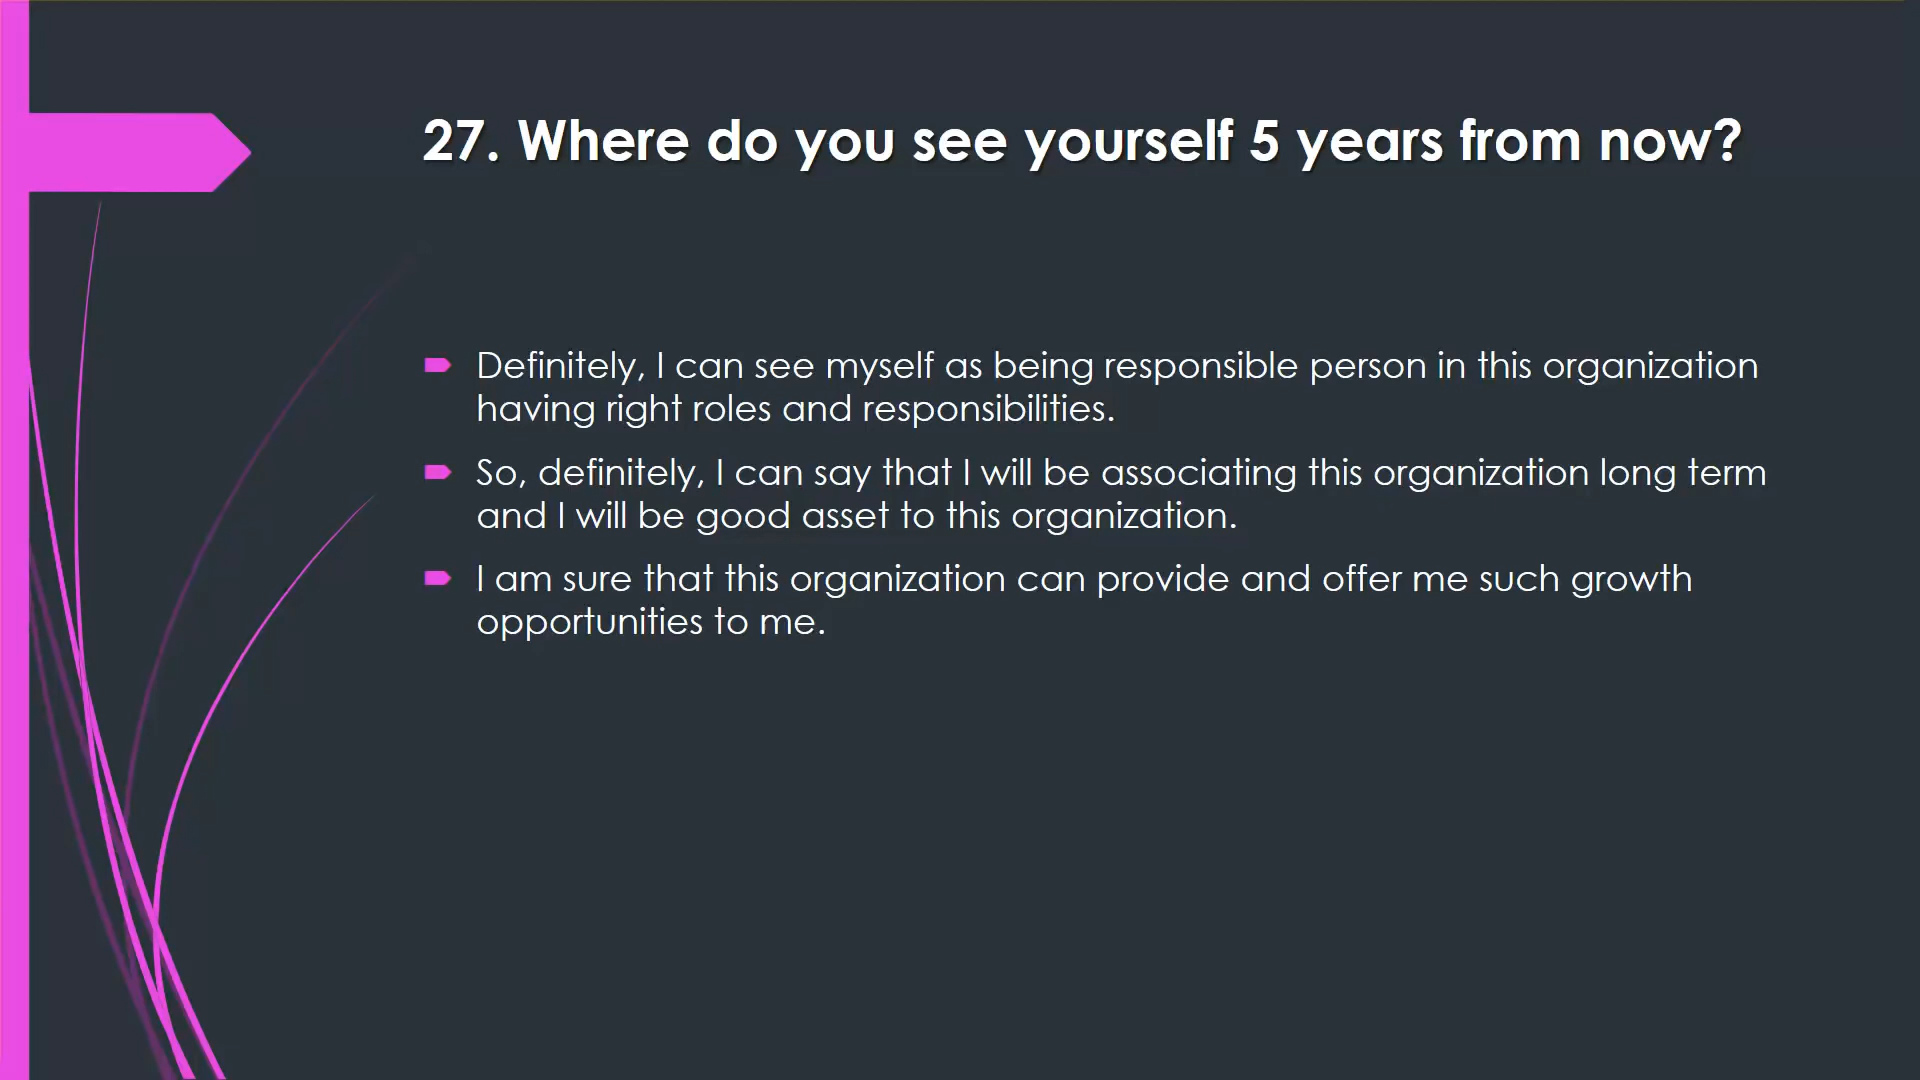 27. Where do you see yourself 5 years from now?
Definitely, I can see myself as being responsible person in this organization
having right roles and responsibilities.
So, definitely, I can say that I will be associating this organization long term
and I will be good asset to this organization.
I am sure that this organization can provide and offer me such growth
opportunities to me.